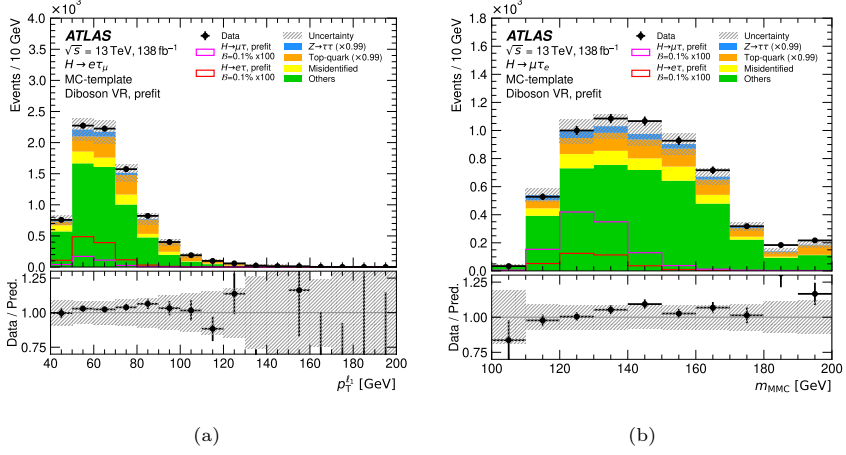 ×10³
ATLAS
√s = 13 TeV, 138 fb⁻¹
H → eτμ
MC-template
Diboson VR, prefit
Data
H→μτ, prefit
ℬ=0.1% x100
H→eτ, prefit
ℬ=0.1% x100
Uncertainty
Z→ττ (×0.99)
Top-quark (×0.99)
Misidentified
Others
Events / 10 GeV
4.0
3.5
3.0
2.5
2.0
1.5
1.0
0.5
0.0
Data / Pred.
1.25
1.00
0.75
40 60 80 100 120 140 160 180 200
p_T^ℓ₁ [GeV]
(a)
×10³
ATLAS
√s = 13 TeV, 138 fb⁻¹
H → μτe
MC-template
Diboson VR, prefit
Data
H→μτ, prefit
ℬ=0.1% x100
H→eτ, prefit
ℬ=0.1% x100
Uncertainty
Z→ττ (×0.99)
Top-quark (×0.99)
Misidentified
Others
Events / 10 GeV
1.8
1.6
1.4
1.2
1.0
0.8
0.6
0.4
0.2
0.0
Data / Pred.
1.25
1.00
0.75
100 120 140 160 180 200
m_MMC [GeV]
(b)